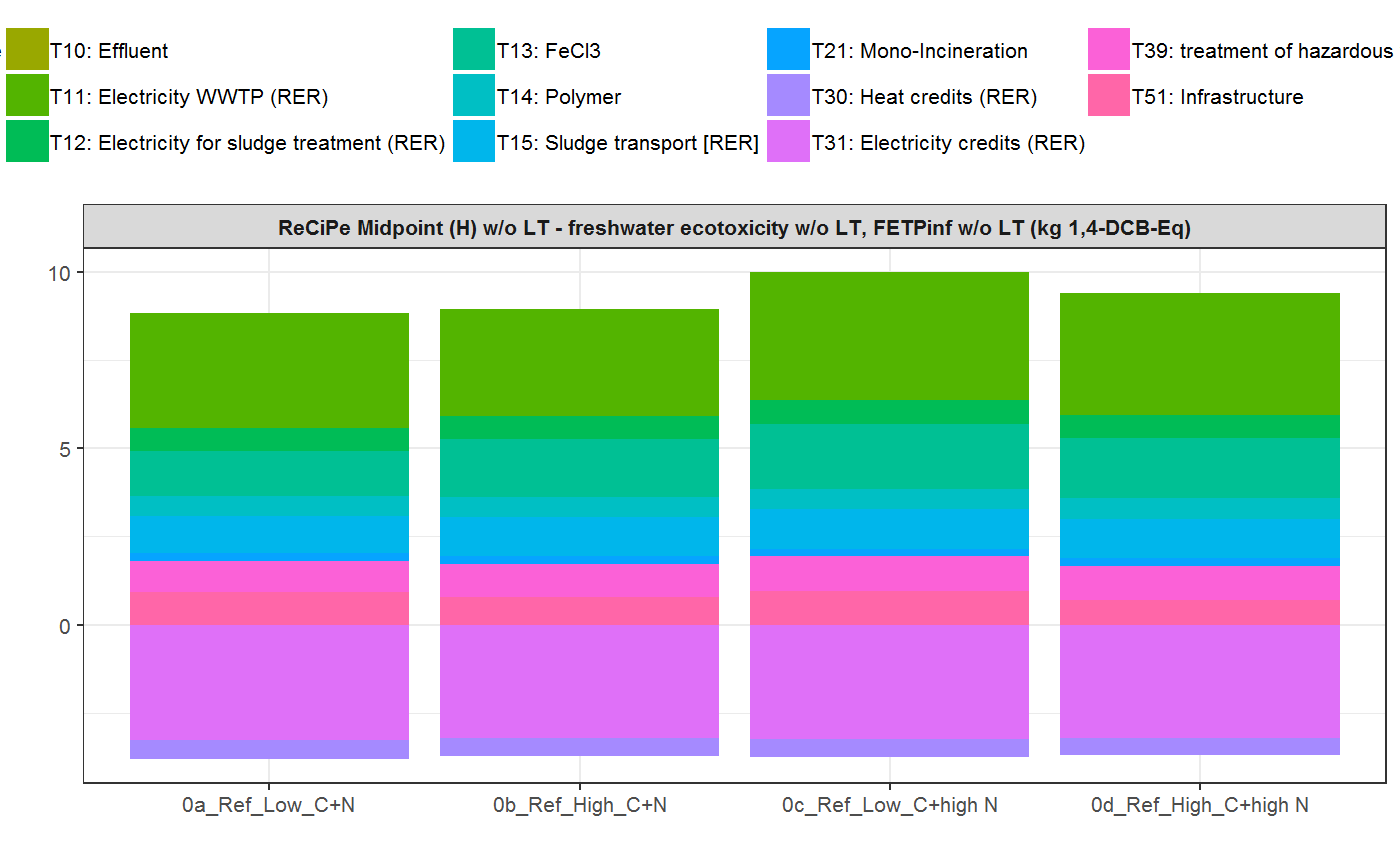 T10: Effluent T13: FeCl3 T21: Mono-Incineration T39: treatment of hazardous
T11: Electricity WWTP (RER) T14: Polymer T30: Heat credits (RER) T51: Infrastructure
T12: Electricity for sludge treatment (RER) T15: Sludge transport [RER] T31: Electricity credits (RER)
ReCiPe Midpoint (H) w/o LT - freshwater ecotoxicity w/o LT, FETPinf w/o LT (kg 1,4-DCB-Eq)
10
5
0
0a_Ref_Low_C+N 0b_Ref_High_C+N 0c_Ref_Low_C+high N 0d_Ref_High_C+high N